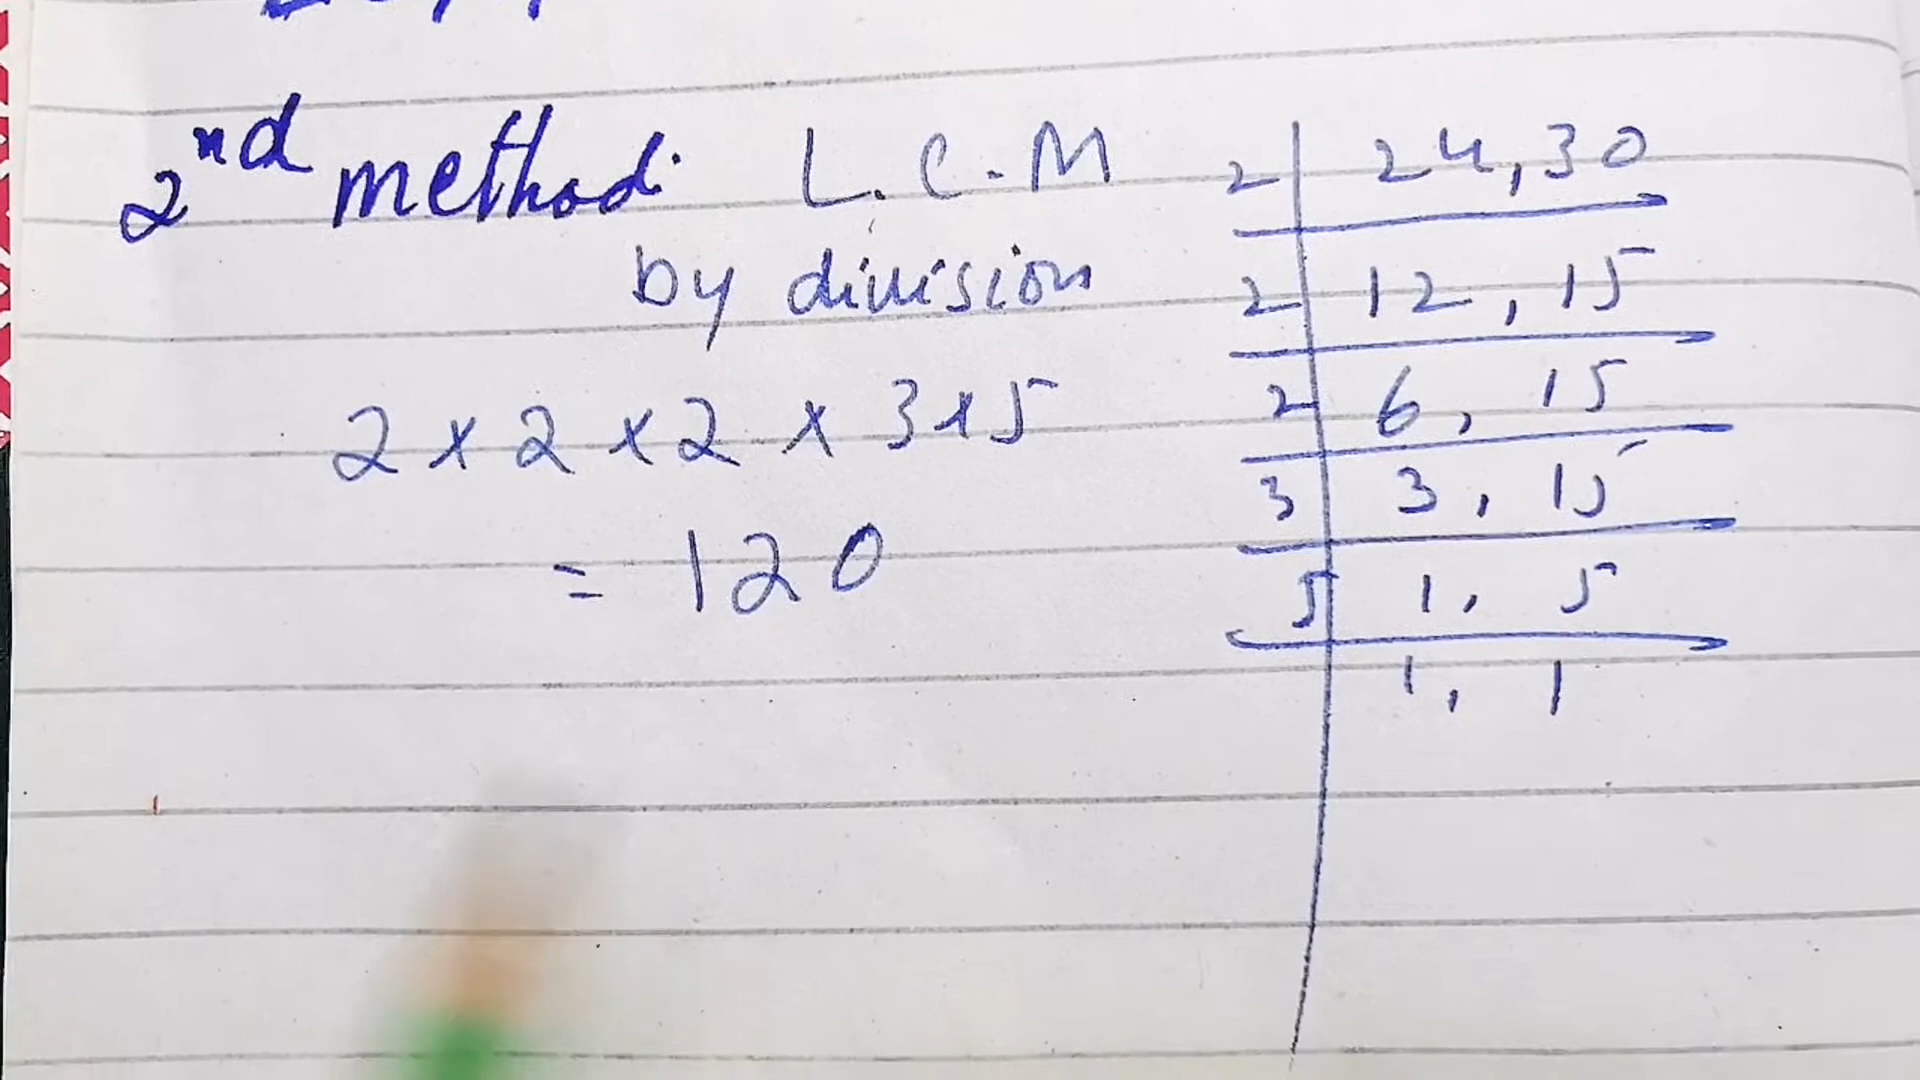 2nd method. L.C.M
by division
2 x 2 x 2 x 3 x 5
= 120
2 | 24, 30
2 | 12, 15
2 | 6, 15
3 | 3, 15
5 | 1, 5
1, 1